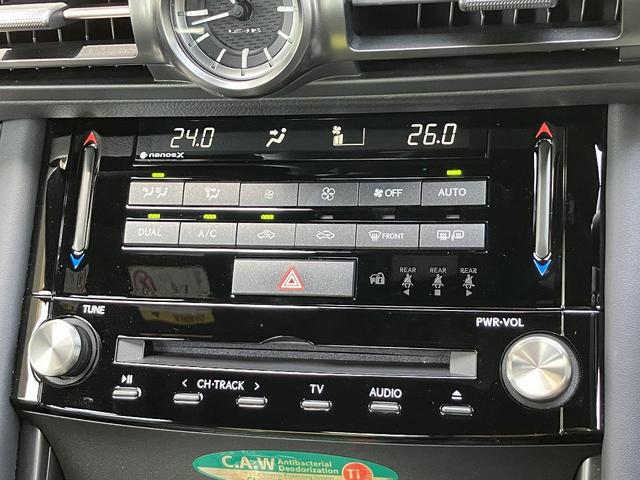 24.0 26.0
nanoeX
OFF AUTO
DUAL A/C FRONT
REAR REAR REAR
TUNE PWR•VOL
< CH•TRACK > TV AUDIO
C.A.W Antibacterial
Deodorization
Ti